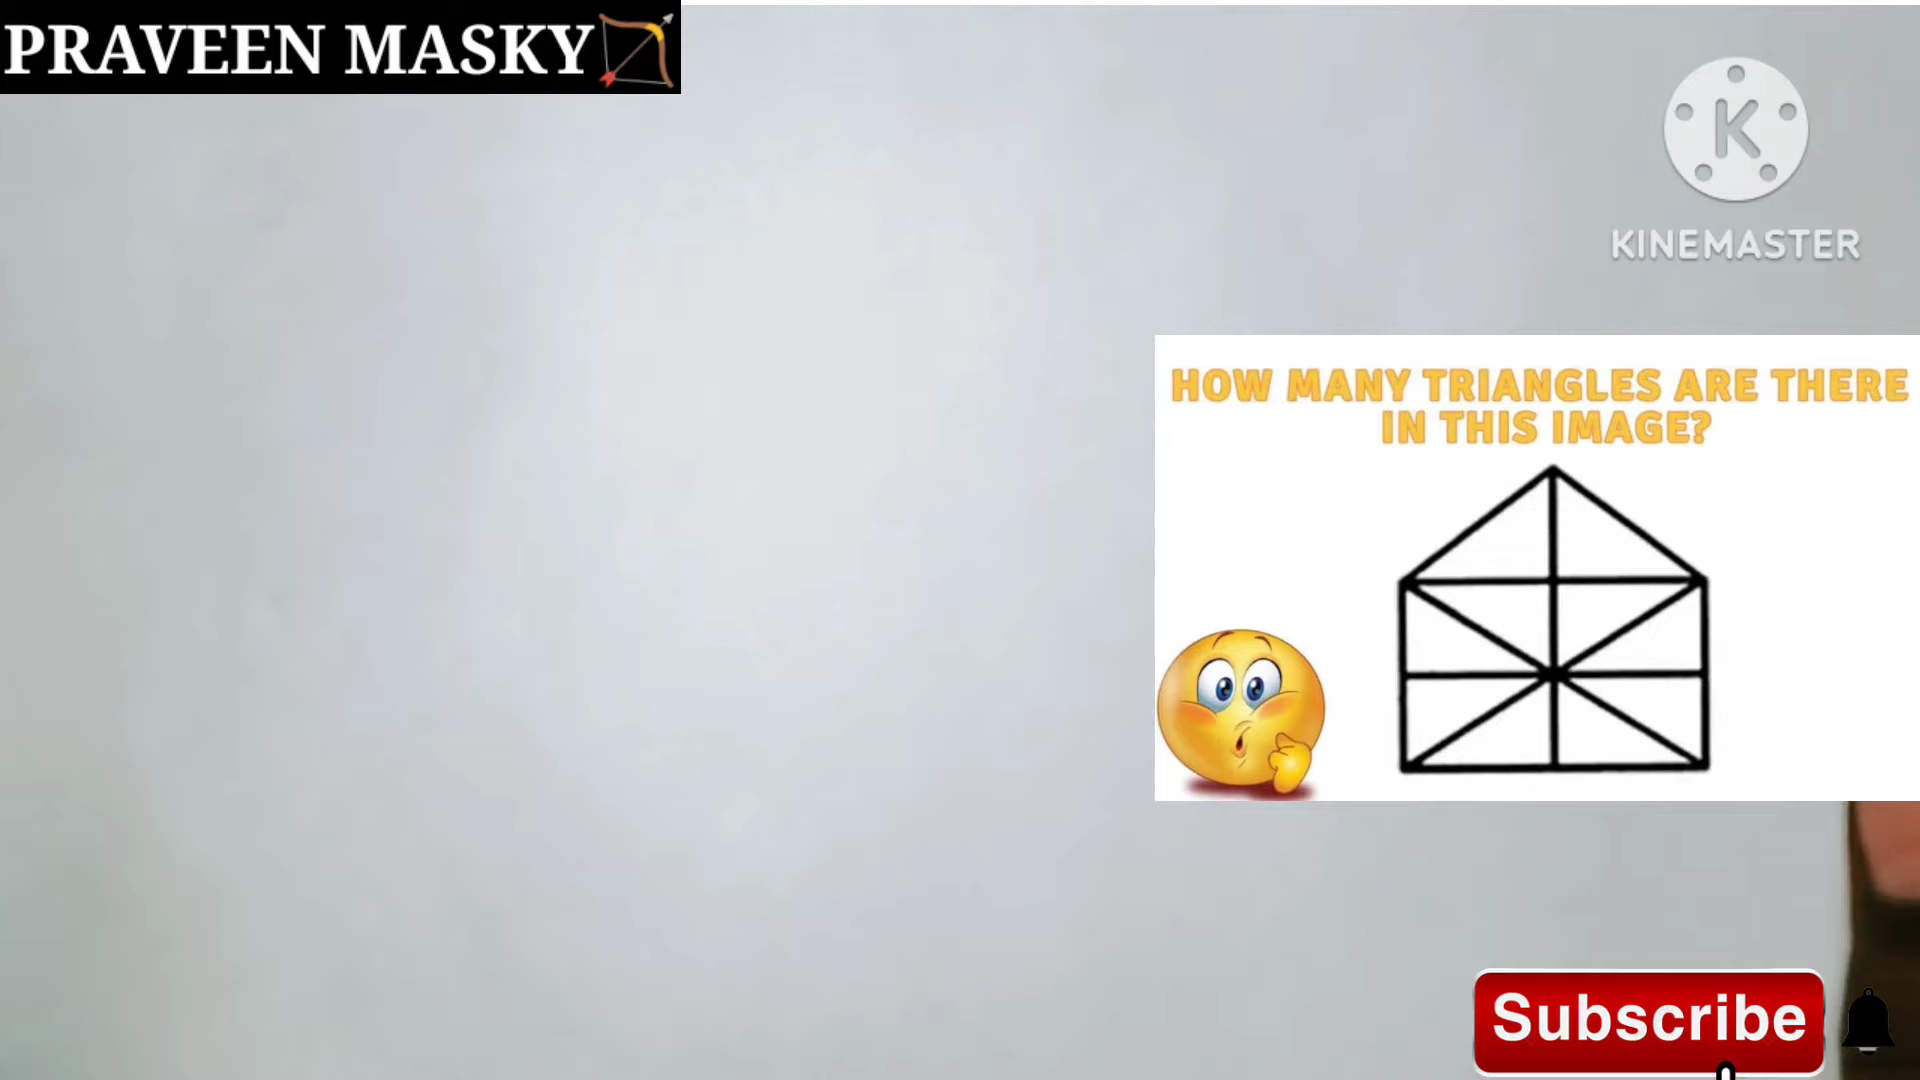 PRAVEEN MASKY🏹
K
KINEMASTER
HOW MANY TRIANGLES ARE THERE
IN THIS IMAGE?
Subscribe